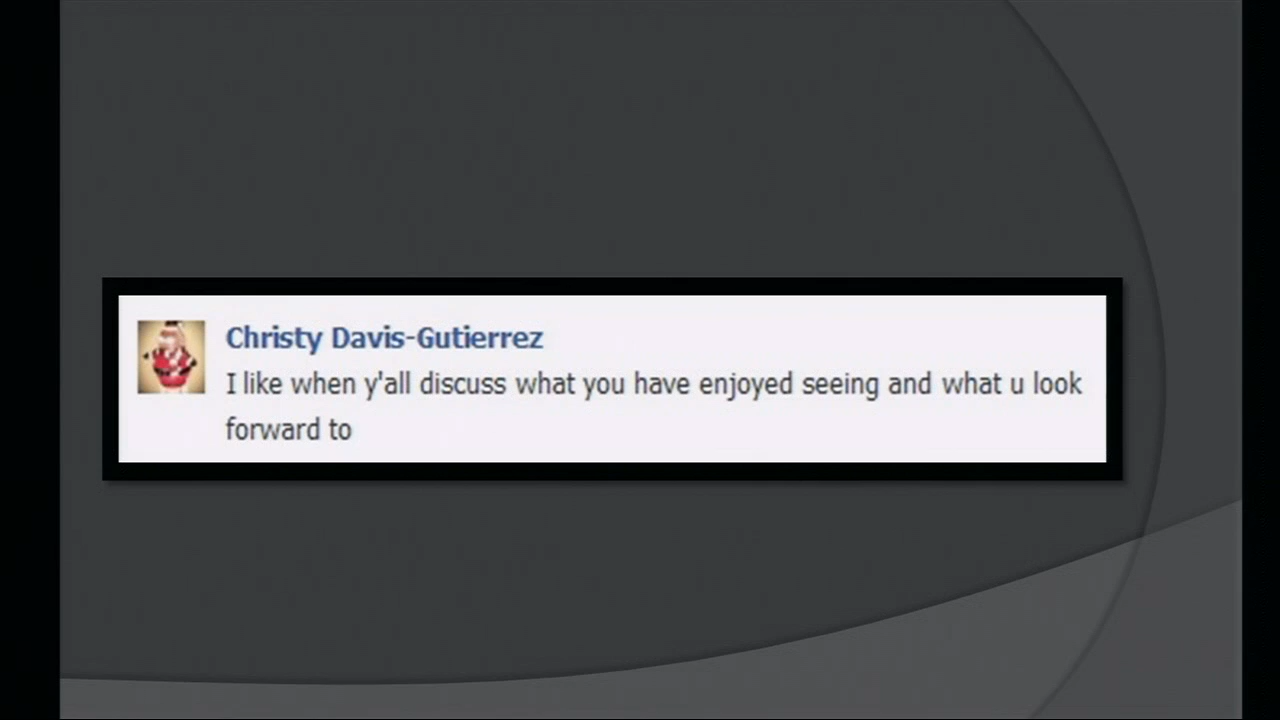 Christy Davis-Gutierrez
I like when y'all discuss what you have enjoyed seeing and what u look
forward to